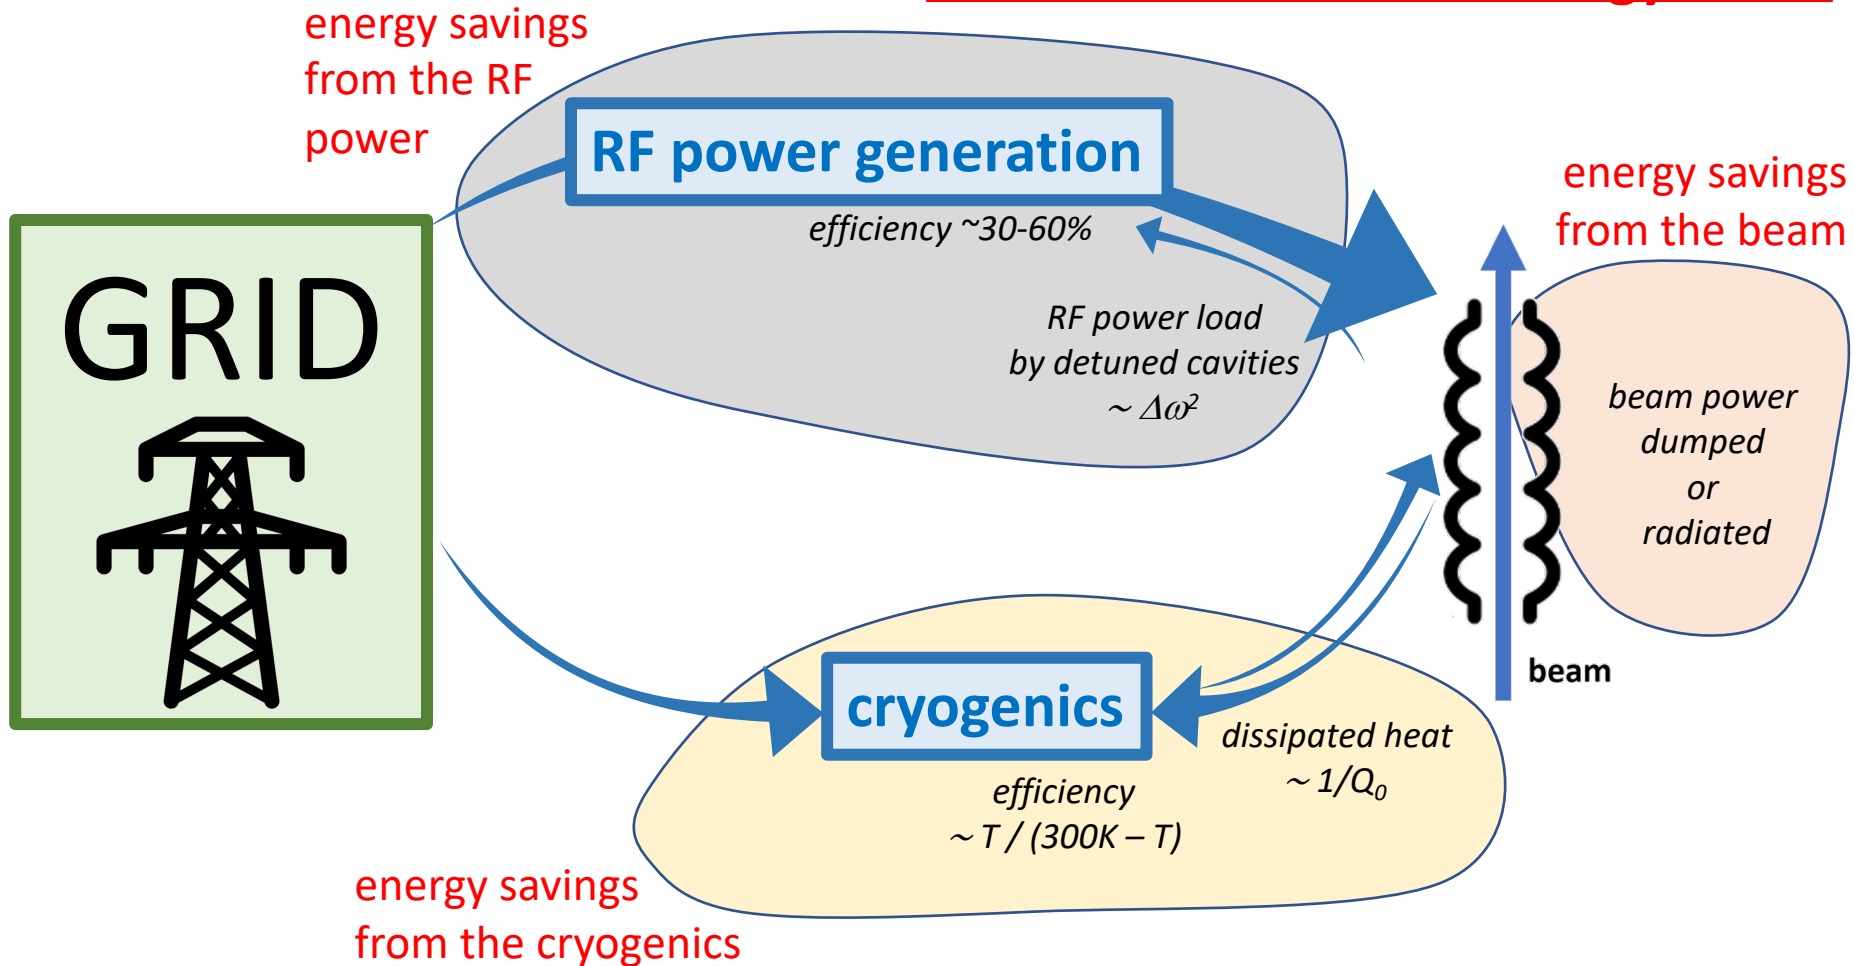 energy savings
from the RF
power
RF power generation
efficiency ~30-60%
energy savings
from the beam
GRID
RF power load
by detuned cavities
~ Δω²
beam power
dumped
or
radiated
beam
cryogenics
dissipated heat
~ 1/Q₀
efficiency
~ T / (300K – T)
energy savings
from the cryogenics